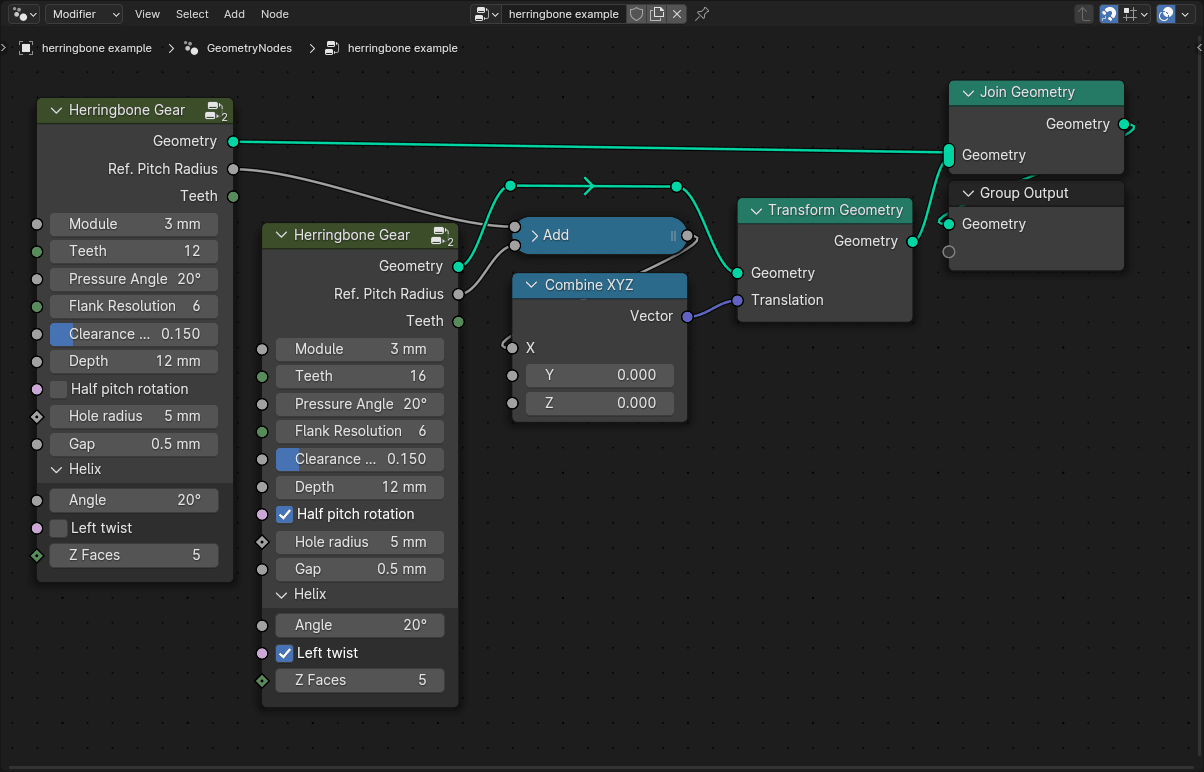 Modifier View Select Add Node herringbone example
herringbone example GeometryNodes herringbone example
Herringbone Gear 2
Geometry
Ref. Pitch Radius
Teeth
Module 3 mm
Teeth 12
Pressure Angle 20°
Flank Resolution 6
Clearance ... 0.150
Depth 12 mm
Half pitch rotation
Hole radius 5 mm
Gap 0.5 mm
Helix
Angle 20°
Left twist
Z Faces 5
Herringbone Gear 2
Geometry
Ref. Pitch Radius
Teeth
Module 3 mm
Teeth 16
Pressure Angle 20°
Flank Resolution 6
Clearance ... 0.150
Depth 12 mm
Half pitch rotation
Hole radius 5 mm
Gap 0.5 mm
Helix
Angle 20°
Left twist
Z Faces 5
Add
Combine XYZ
Vector
X
Y 0.000
Z 0.000
Transform Geometry
Geometry
Geometry
Translation
Join Geometry
Geometry
Geometry
Group Output
Geometry